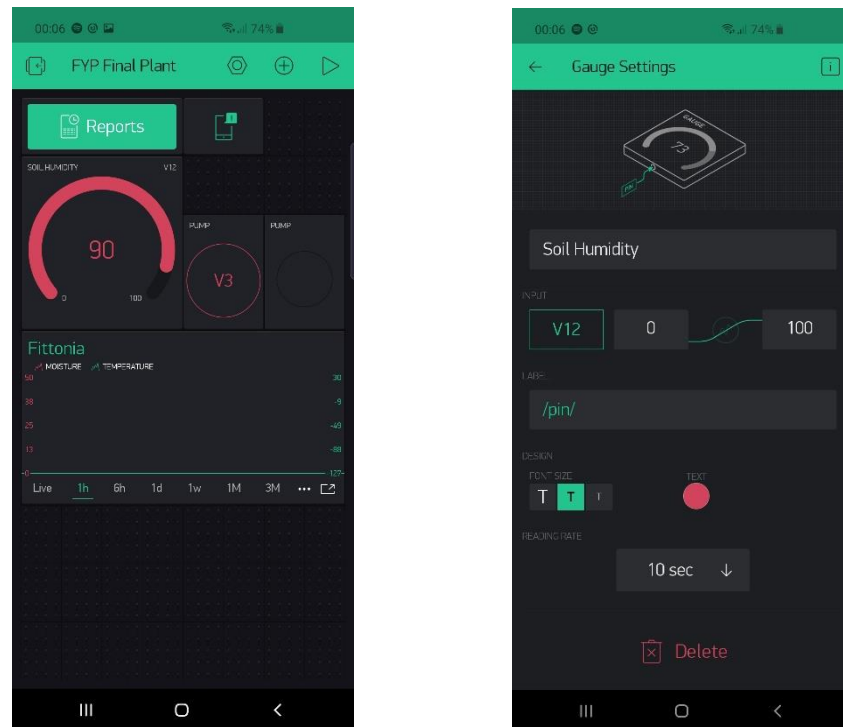 00:06 74%
FYP Final Plant
Reports
SOIL HUMIDITY V12
90
0 100
PUMP PUMP
V3
Fittonia
MOISTURE TEMPERATURE
50 30
38 -9
25 -49
13 -88
0 127-
Live 1h 6h 1d 1w 1M 3M
00:06 74%
Gauge Settings
GAUGE
73
PIN
Soil Humidity
INPUT
V12 0 100
LABEL
/pin/
DESIGN
FONT SIZE TEXT
T T T
READING RATE
10 sec
Delete